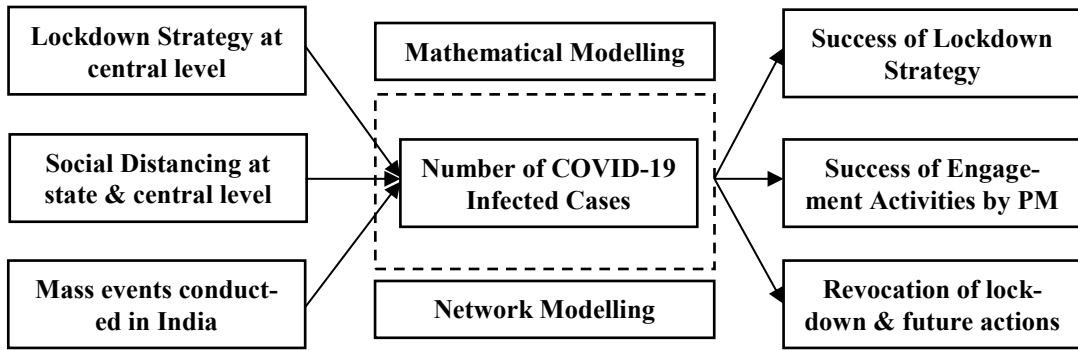 Lockdown Strategy at
central level
Social Distancing at
state & central level
Mass events conduct-
ed in India
Mathematical Modelling
Number of COVID-19
Infected Cases
Network Modelling
Success of Lockdown
Strategy
Success of Engage-
ment Activities by PM
Revocation of lock-
down & future actions